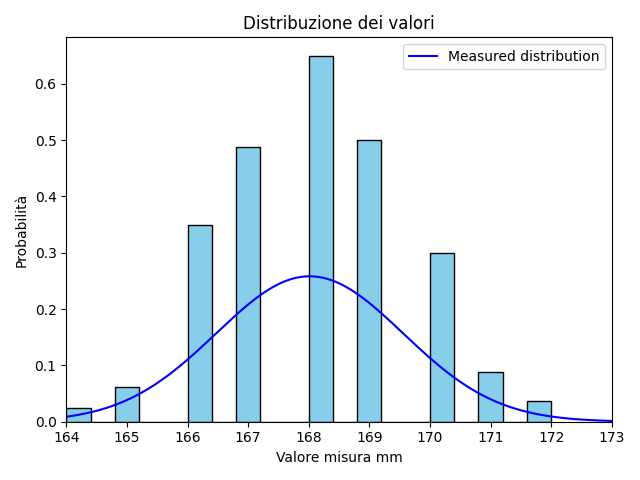 Distribuzione dei valori
Measured distribution
Probabilità
0.6
0.5
0.4
0.3
0.2
0.1
0.0
164 165 166 167 168 169 170 171 172 173
Valore misura mm